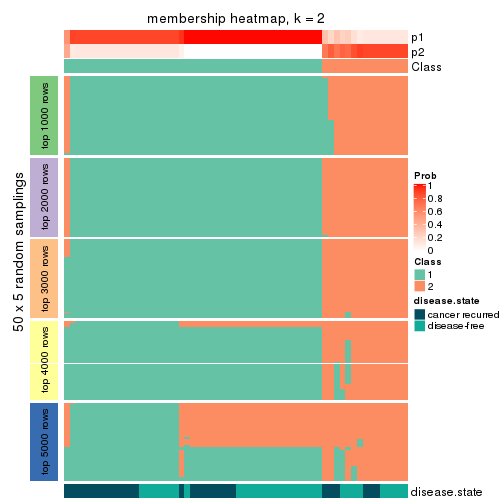 membership heatmap, k = 2
p1
p2
Class
50 x 5 random samplings
top 1000 rows
top 2000 rows
top 3000 rows
top 4000 rows
top 5000 rows
Prob
1
0.8
0.6
0.4
0.2
0
Class
1
2
disease.state
cancer recurred
disease-free
disease.state